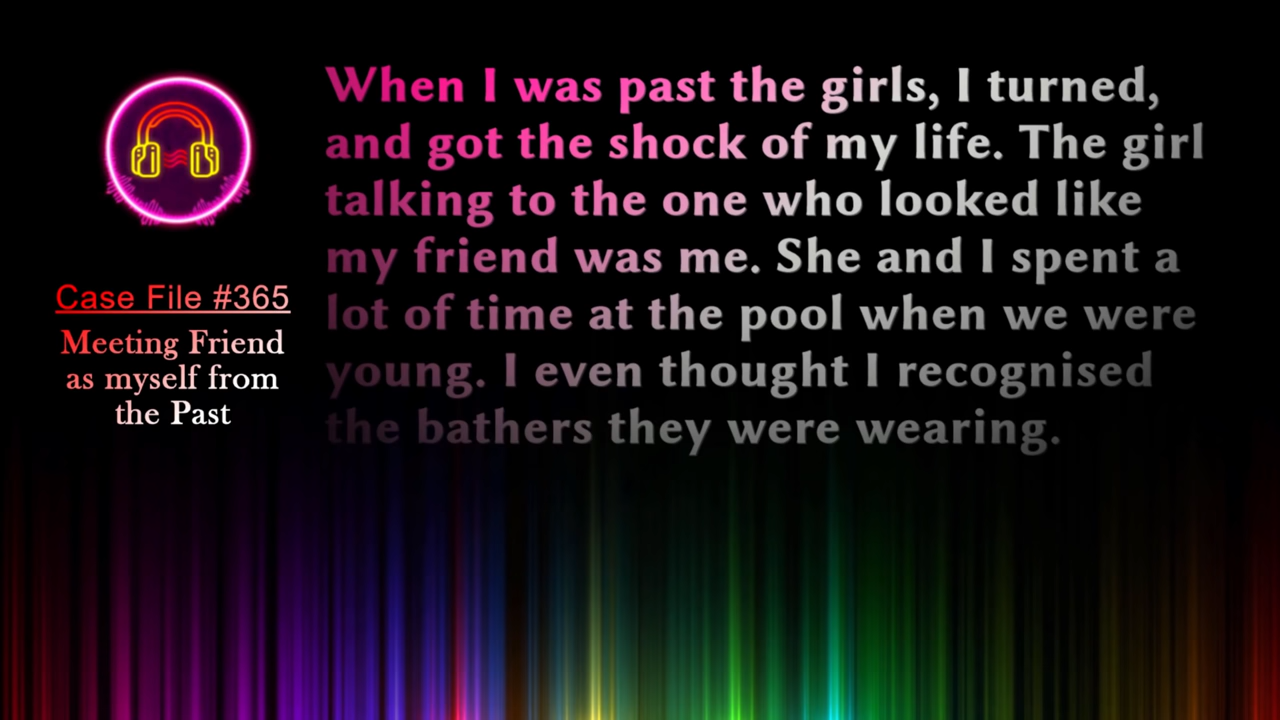 Case File #365
Meeting Friend
as myself from
the Past
When I was past the girls, I turned,
and got the shock of my life. The girl
talking to the one who looked like
my friend was me. She and I spent a
lot of time at the pool when we were
young. I even thought I recognised
the bathers they were wearing.